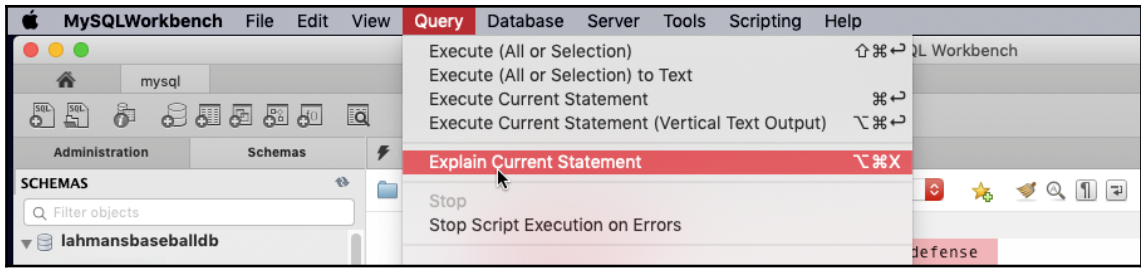 MySQLWorkbench File Edit View Query Database Server Tools Scripting Help
Execute (All or Selection) ⇧⌘↩ QL Workbench
mysql Execute (All or Selection) to Text
Execute Current Statement ⌘↩
Execute Current Statement (Vertical Text Output) ⌥⌘↩
Administration Schemas
Explain Current Statement ⌥⌘X
SCHEMAS
Filter objects
Stop
Stop Script Execution on Errors
lahmansbaseballdb
defense